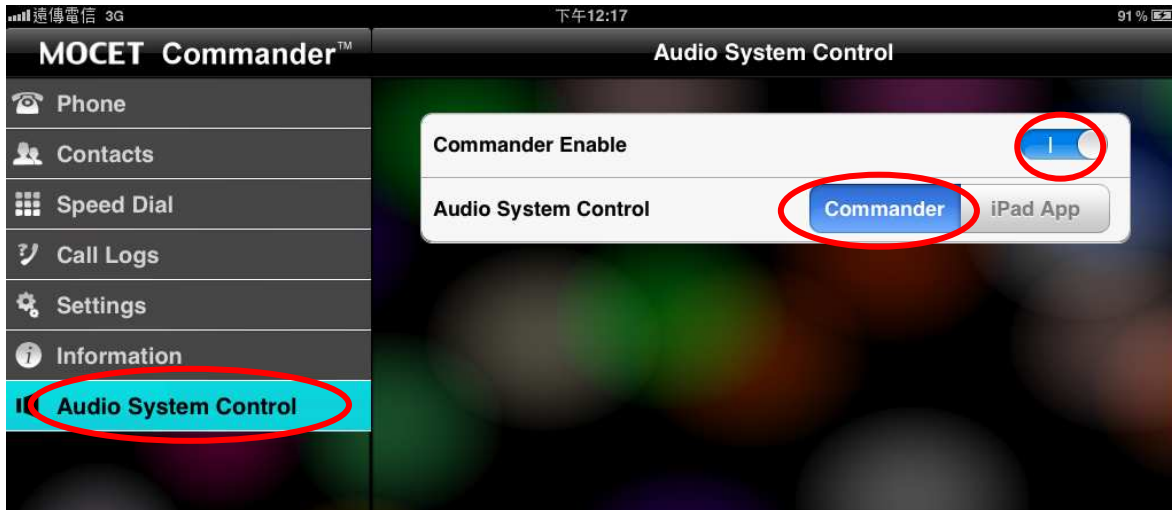 遠傳電信 3G 下午12:17 91 %
MOCET Commander™
Audio System Control
Phone
Contacts
Speed Dial
Call Logs
Settings
Information
Audio System Control
Commander Enable
Audio System Control Commander iPad App